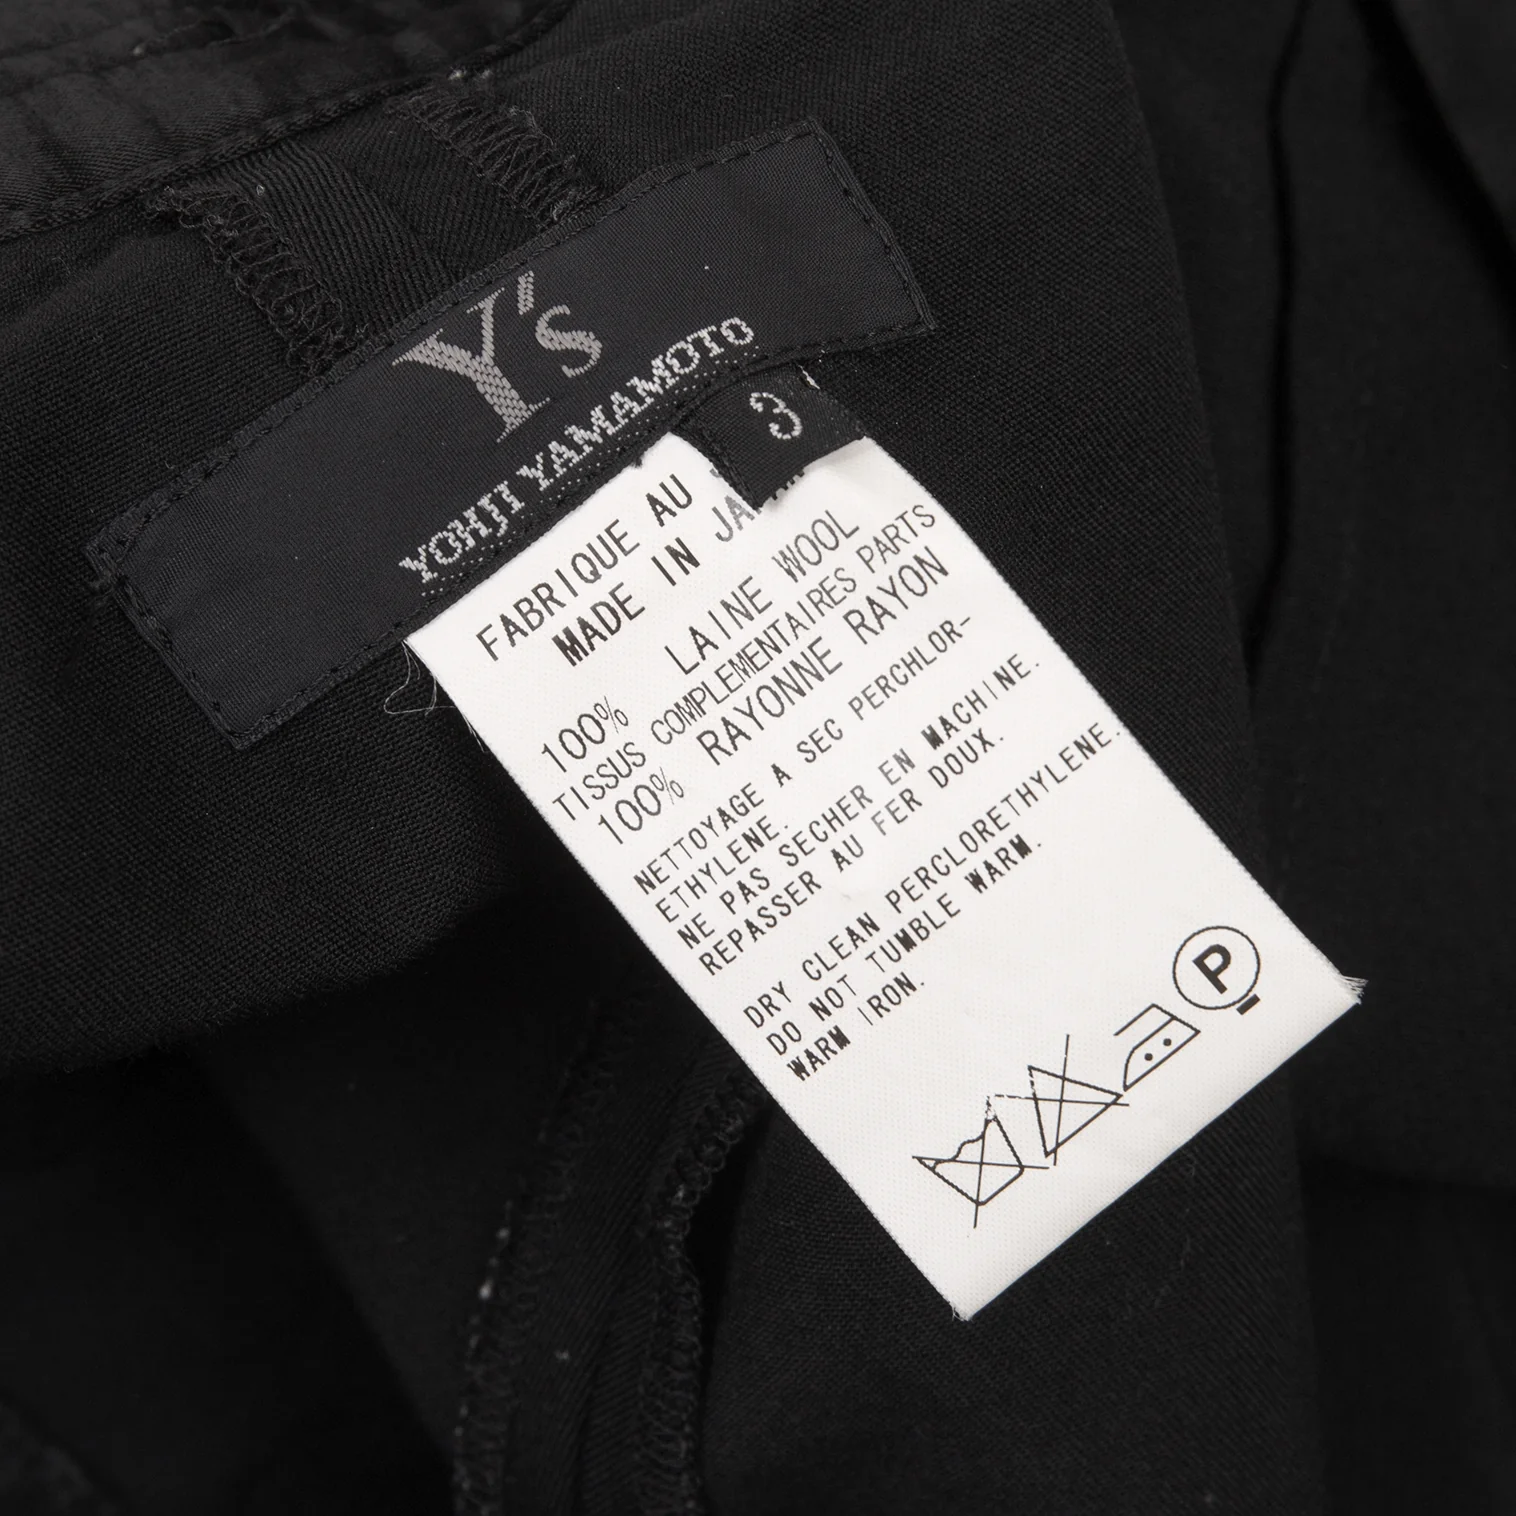 Y's
YOHJI YAMAMOTO
3
FABRIQUE AU
MADE IN
100% LAINE WOOL
TISSUS COMPLEMENTAIRES PARTS
100% RAYONNE RAYON
NETTOYAGE A SEC PERCHLOR-
ETHYLENE.
NE PAS SECHER EN MACHINE.
REPASSER AU FER DOUX.
DRY CLEAN PERCLORETHYLENE.
DO NOT TUMBLE WARM.
WARM IRON.
P